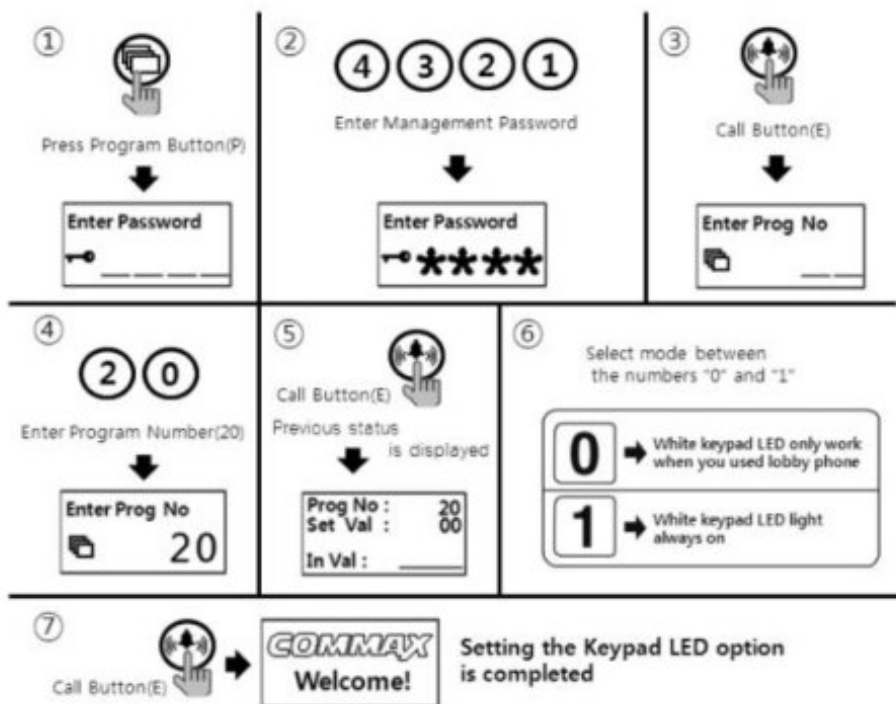 ①
Press Program Button(P)
Enter Password
②
4 3 2 1
Enter Management Password
Enter Password
****
③
Call Button(E)
Enter Prog No
④
2 0
Enter Program Number(20)
Enter Prog No
20
⑤
Call Button(E)
Previous status
is displayed
Prog No : 20
Set Val : 00
In Val :
⑥
Select mode between
the numbers "0" and "1"
0
White keypad LED only work
when you used lobby phone
1
White keypad LED light
always on
⑦
Call Button(E)
COMMAX
Welcome!
Setting the Keypad LED option
is completed